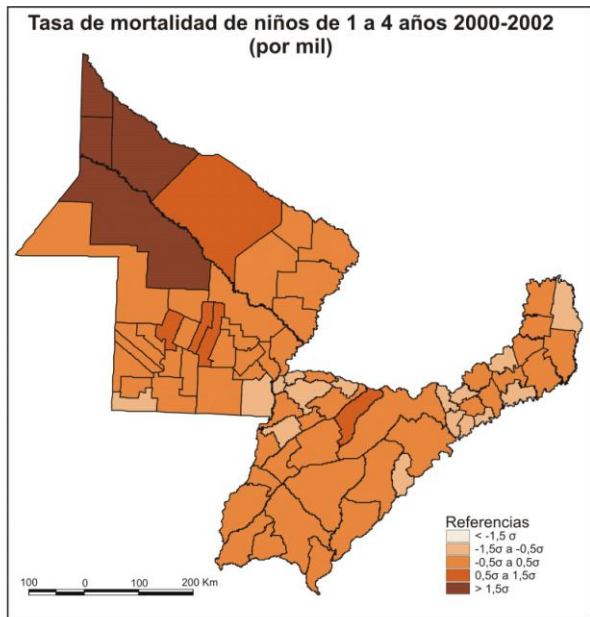 Tasa de mortalidad de niños de 1 a 4 años 2000-2002
(por mil)
Referencias
< -1,5 σ
-1,5σ a -0,5σ
-0,5σ a 0,5σ
0,5σ a 1,5σ
> 1,5σ
100 0 100 200 Km